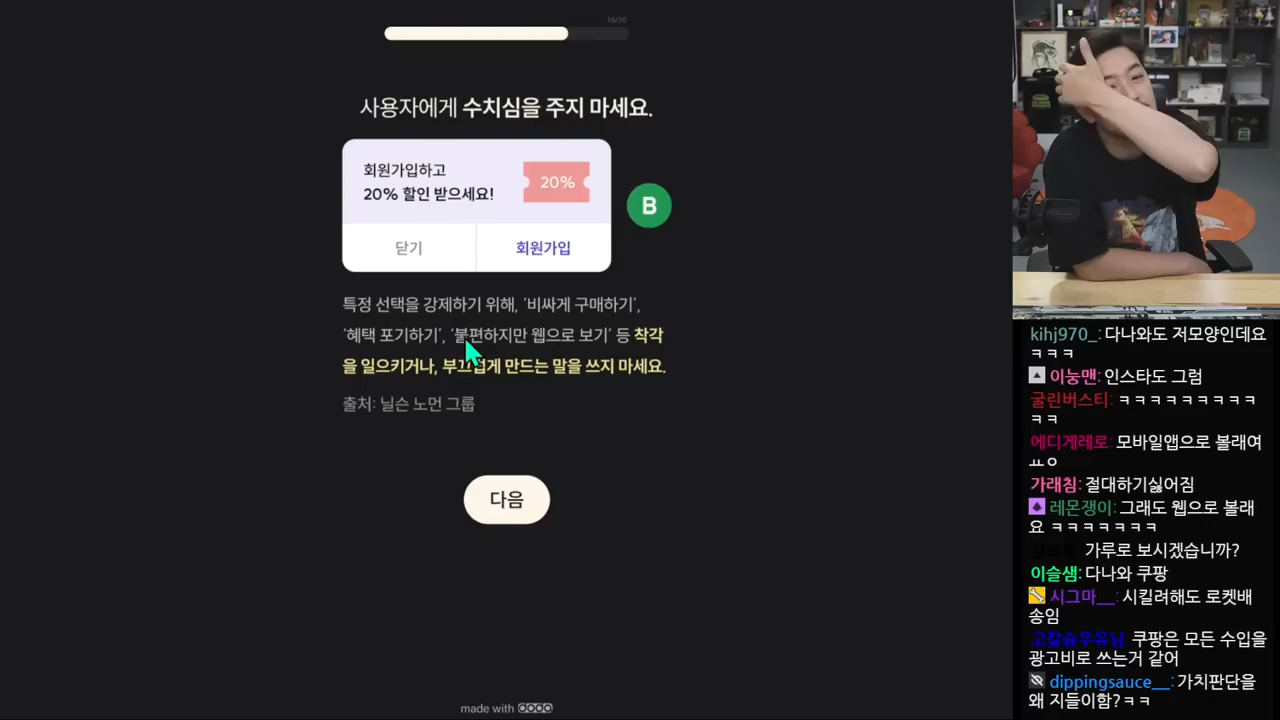 16/20
사용자에게 수치심을 주지 마세요.
회원가입하고
20% 할인 받으세요!
20%
B
닫기
회원가입
특정 선택을 강제하기 위해, ‘비싸게 구매하기’,
‘혜택 포기하기’, ‘불편하지만 웹으로 보기’ 등 착각
을 일으키거나, 부끄럽게 만드는 말을 쓰지 마세요.
출처: 닐슨 노먼 그룹
다음
made with
kihj970_: 다나와도 저모양인데요
ㅋㅋㅋ
이눙맨: 인스타도 그럼
굴린버스티: ㅋㅋㅋㅋㅋㅋㅋㅋㅋ
ㅋㅋ
에디게레로: 모바일앱으로 볼래여
ㅛㅇ
가래침: 절대하기싫어짐
레몬쟁이: 그래도 웹으로 볼래
요 ㅋㅋㅋㅋㅋㅋㅋ
가루로 보시겠습니까?
이슬샘: 다나와 쿠팡
시그마__: 시킬려해도 로켓배
송임
고칼슘우유님: 쿠팡은 모든 수입을
광고비로 쓰는거 같어
dippingsauce__: 가치판단을
왜 지들이함?ㅋㅋ